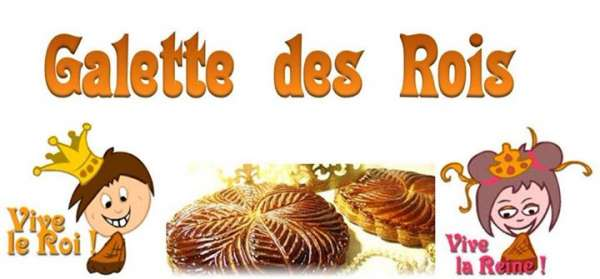 Galette des Rois
Vive
le Roi !
Vive
la Reine !